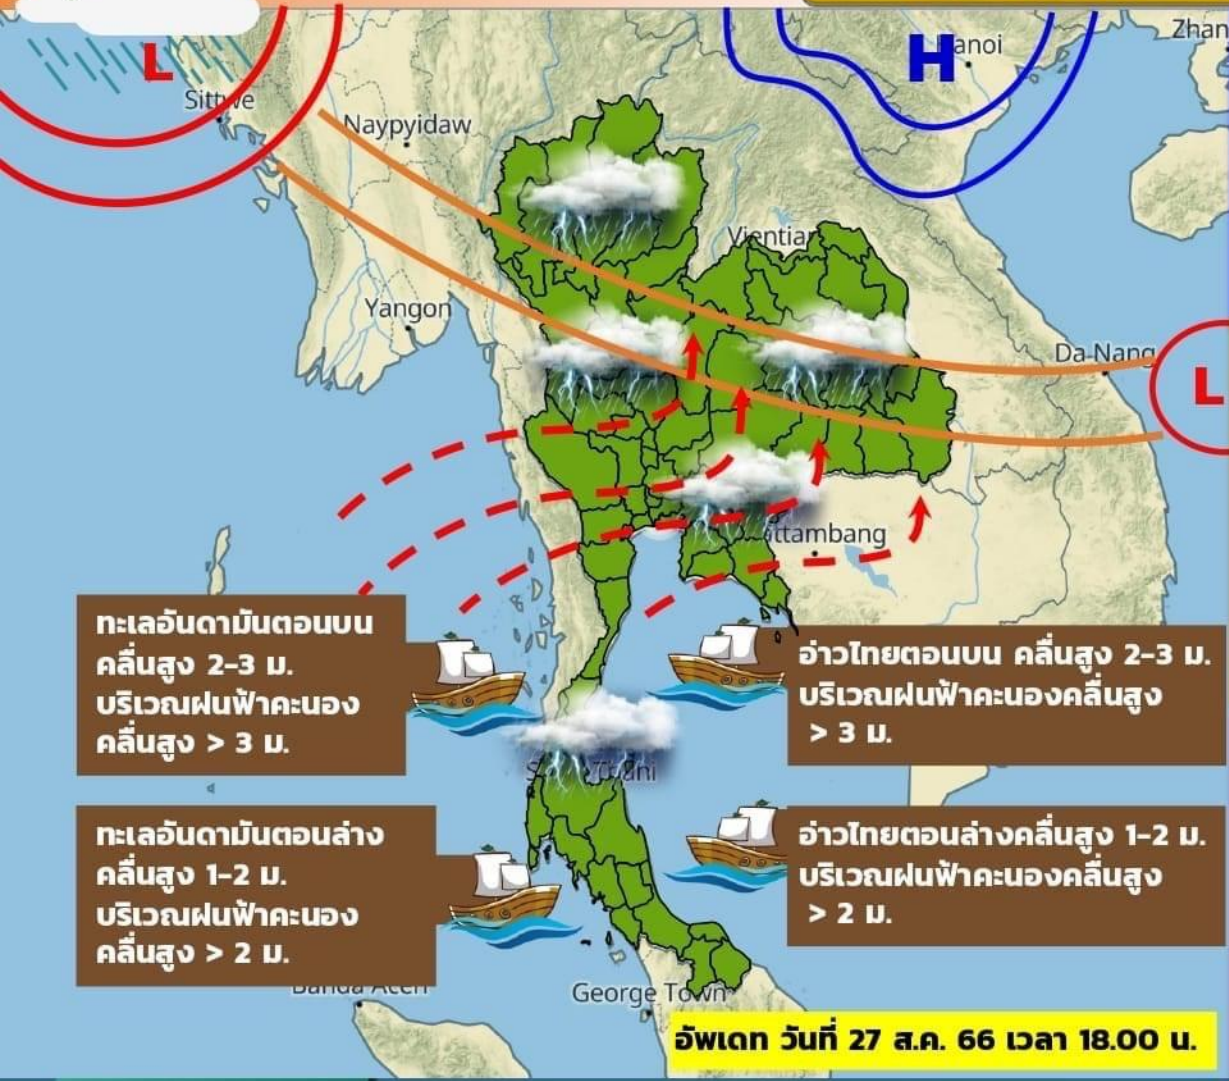 L
H
anoi
Zhan
Sittwe
Naypyidaw
Vientian
Yangon
Da Nang
L
ttambang
ทะเลอันดามันตอนบน
คลื่นสูง 2-3 ม.
บริเวณฝนฟ้าคะนอง
คลื่นสูง > 3 ม.
อ่าวไทยตอนบน คลื่นสูง 2-3 ม.
บริเวณฝนฟ้าคะนองคลื่นสูง
> 3 ม.
ทะเลอันดามันตอนล่าง
คลื่นสูง 1-2 ม.
บริเวณฝนฟ้าคะนอง
คลื่นสูง > 2 ม.
อ่าวไทยตอนล่างคลื่นสูง 1-2 ม.
บริเวณฝนฟ้าคะนองคลื่นสูง
> 2 ม.
Banda Aceh
George Town
อัพเดท วันที่ 27 ส.ค. 66 เวลา 18.00 น.